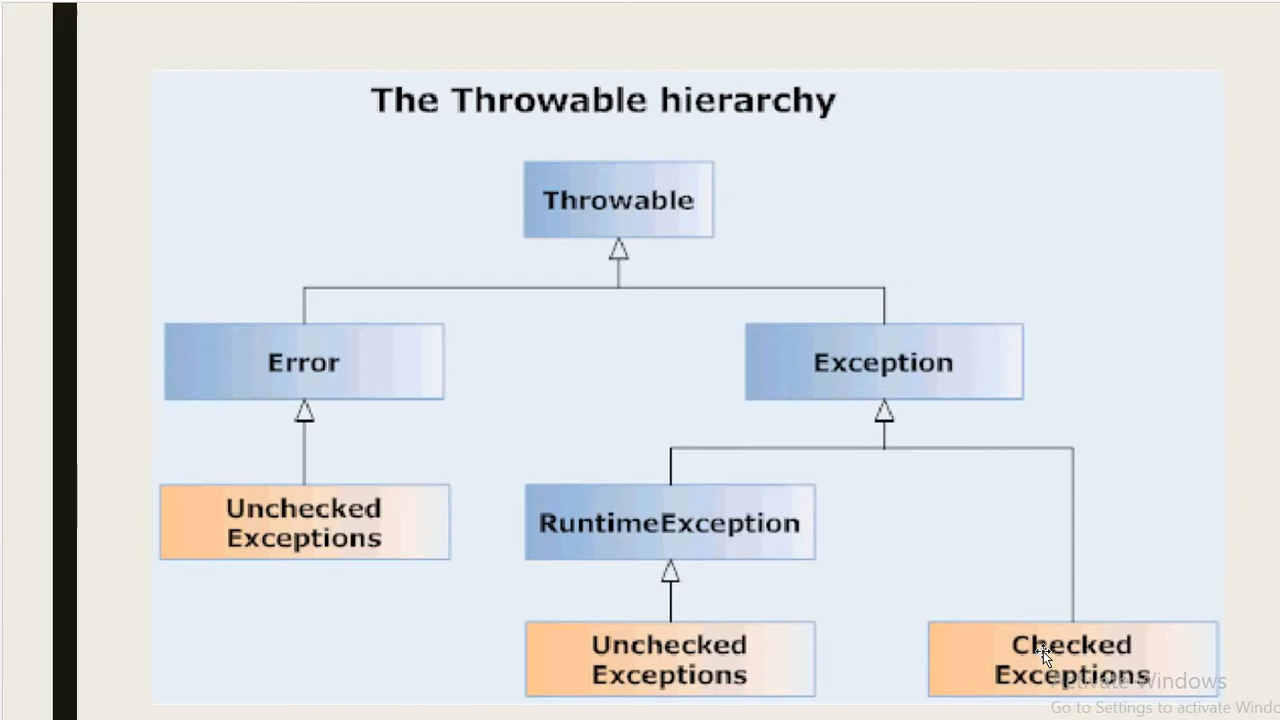 The Throwable hierarchy
Throwable
Error
Exception
Unchecked
Exceptions
RuntimeException
Unchecked
Exceptions
Checked
Exceptions
Activate Windows
Go to Settings to activate